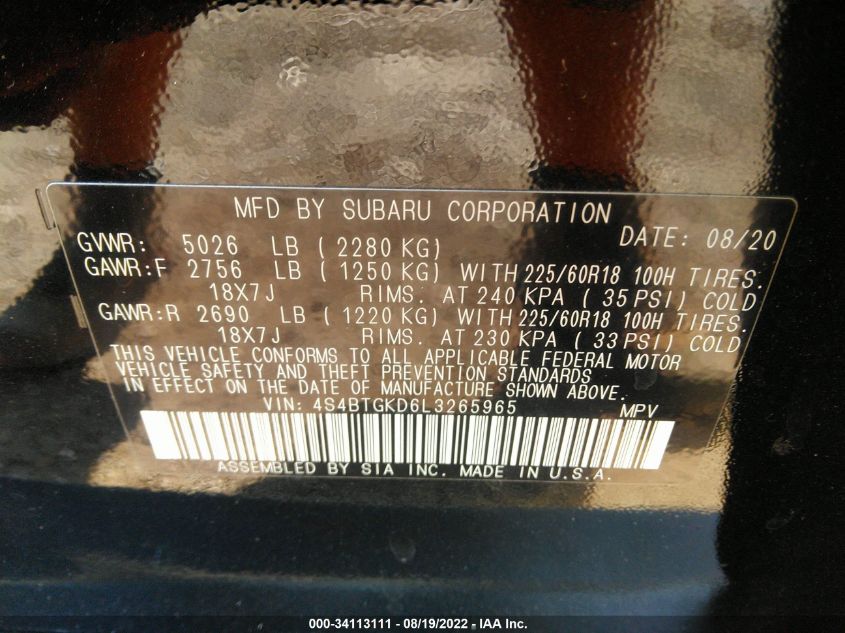 MFD BY SUBARU CORPORATION
GVWR: 5026 LB ( 2280 KG) DATE: 08/20
GAWR:F 2756 LB ( 1250 KG) WITH 225/60R18 100H TIRES.
18X7J RIMS. AT 240 KPA ( 35 PSI) COLD
GAWR:R 2690 LB ( 1220 KG) WITH 225/60R18 100H TIRES.
18X7J RIMS. AT 230 KPA ( 33 PSI) COLD
THIS VEHICLE CONFORMS TO ALL APPLICABLE FEDERAL MOTOR
VEHICLE SAFETY AND THEFT PREVENTION STANDARDS
IN EFFECT ON THE DATE OF MANUFACTURE SHOWN ABOVE.
VIN: 4S4BTGKD6L3265965 MPV
ASSEMBLED BY SIA INC. MADE IN U.S.A.
000-34113111 - 08/19/2022 - IAA Inc.